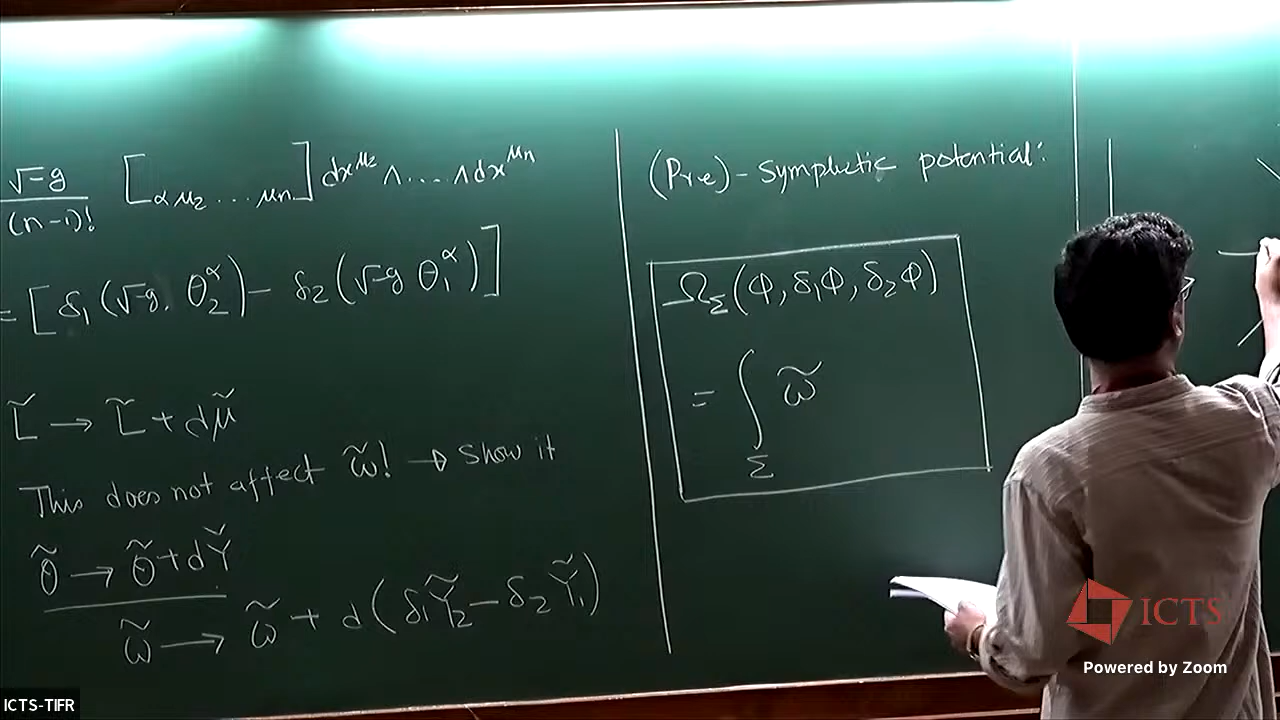 √-g/(n-1)! [αμ₂...μₙ] dx^μ₂ ∧ .... ∧ dx^μₙ
= [δ₁(√-g. θ₂^α) - δ₂(√-g θ₁^α)]
L̃ → L̃ + dμ̃
This does not affect ω̃! → Show it
θ̃ → θ̃ + dỸ
ω̃ → ω̃ + d(δ₁Ỹ₂ - δ₂Ỹ₁)
(Pre) - Symplectic potential:
Ω_Σ(Φ, δ₁Φ, δ₂Φ)
= ∫_Σ ω̃
ICTS
Powered by Zoom
ICTS-TIFR